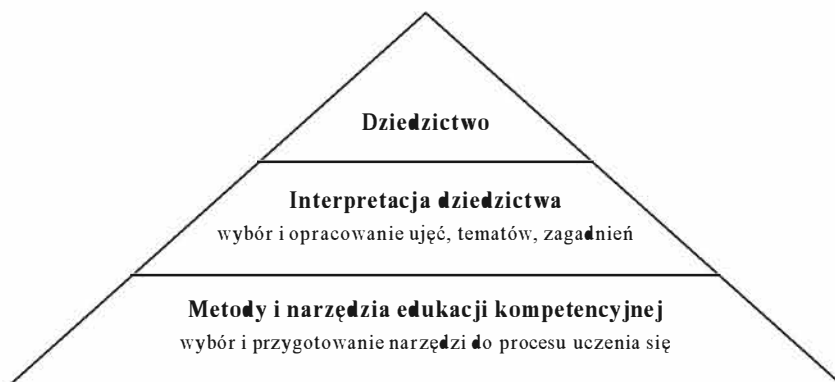 Dziedzictwo
Interpretacja dziedzictwa
wybór i opracowanie ujęć, tematów, zagadnień
Metody i narzędzia edukacji kompetencyjnej
wybór i przygotowanie narzędzi do procesu uczenia się